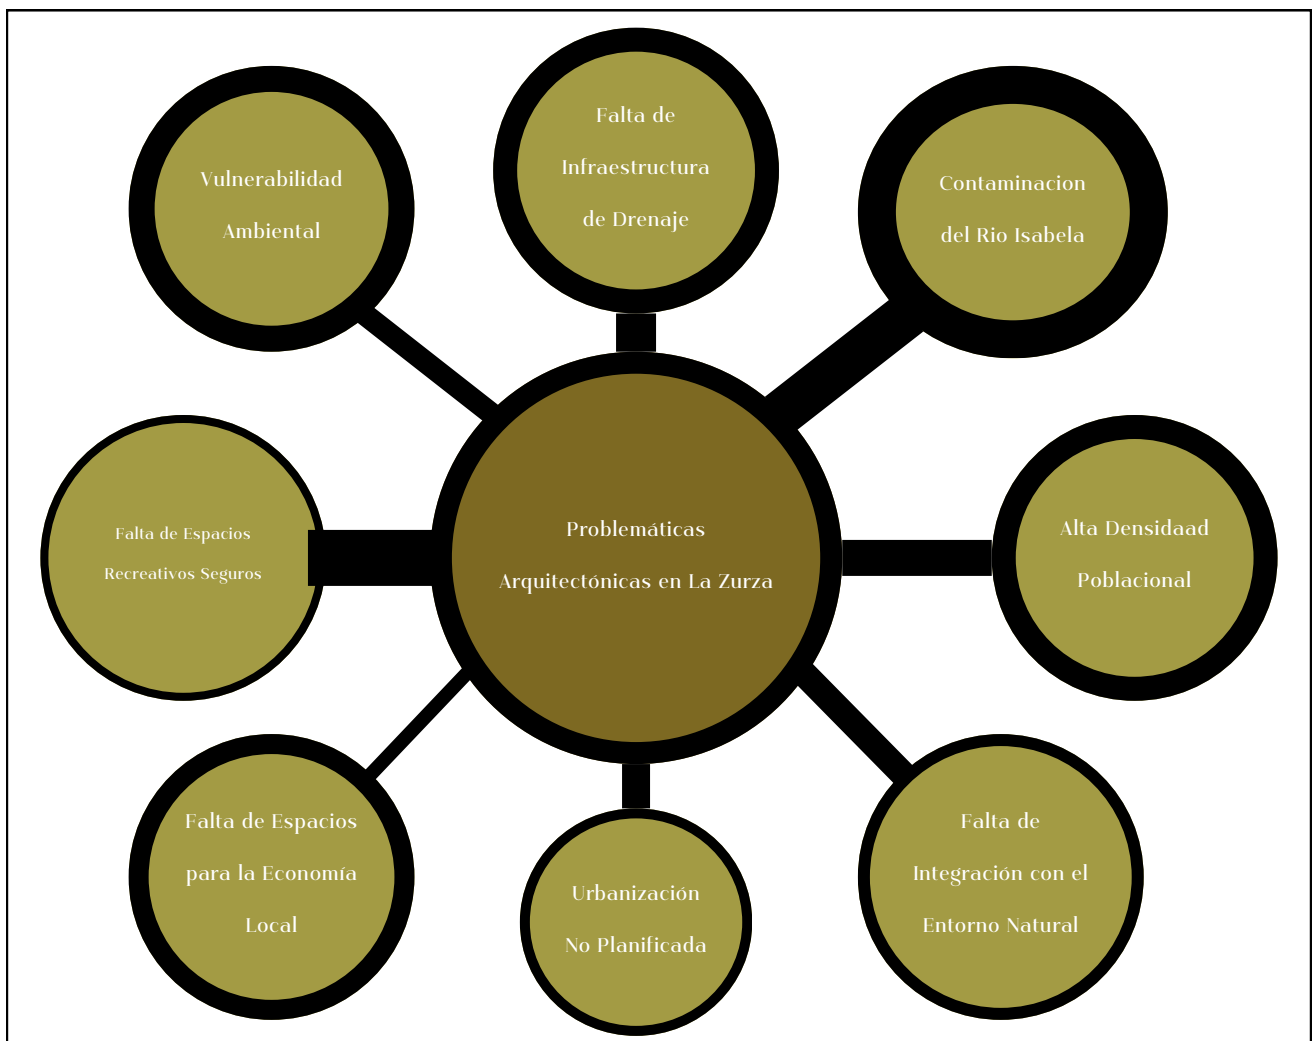 Falta de
Infraestructura
de Drenaje
Vulnerabilidad
Ambiental
Contaminacion
del Rio Isabela
Falta de Espacios
Recreativos Seguros
Problemáticas
Arquitectónicas en La Zurza
Alta Densidaad
Poblacional
Falta de Espacios
para la Economía
Local
Urbanización
No Planificada
Falta de
Integración con el
Entorno Natural